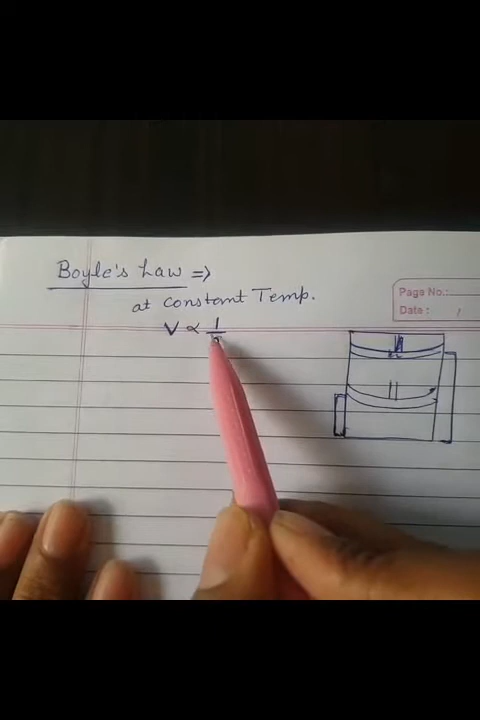 Boyle's Law =>
at constant Temp.
V ∝ 1/
Page No.:
Date : /